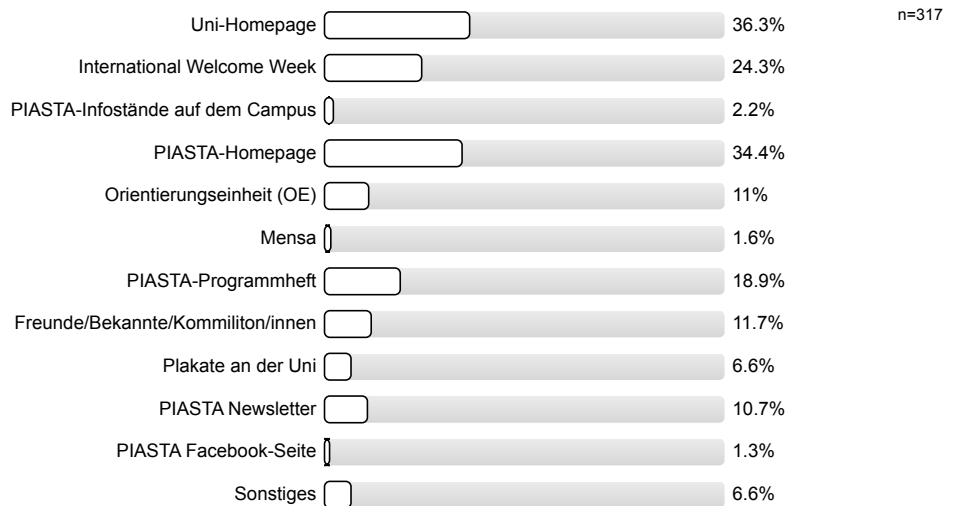 Uni-Homepage 36.3% n=317
International Welcome Week 24.3%
PIASTA-Infostände auf dem Campus 2.2%
PIASTA-Homepage 34.4%
Orientierungseinheit (OE) 11%
Mensa 1.6%
PIASTA-Programmheft 18.9%
Freunde/Bekannte/Kommiliton/innen 11.7%
Plakate an der Uni 6.6%
PIASTA Newsletter 10.7%
PIASTA Facebook-Seite 1.3%
Sonstiges 6.6%